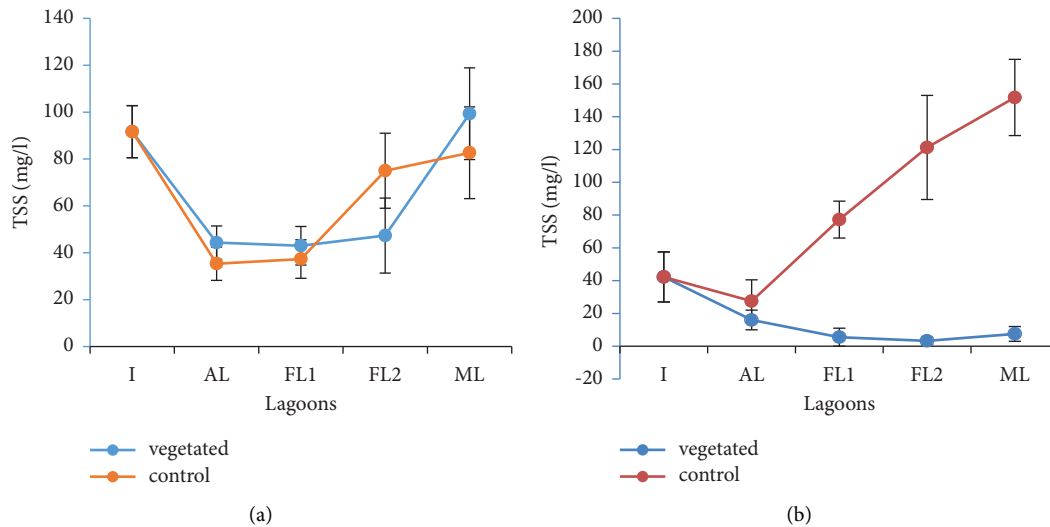 140
120
100
80
60
40
20
0
TSS (mg/l)
I AL FL1 FL2 ML
Lagoons
vegetated
control
(a)
200
180
160
140
120
100
80
60
40
20
0
-20
TSS (mg/l)
I AL FL1 FL2 ML
Lagoons
vegetated
control
(b)